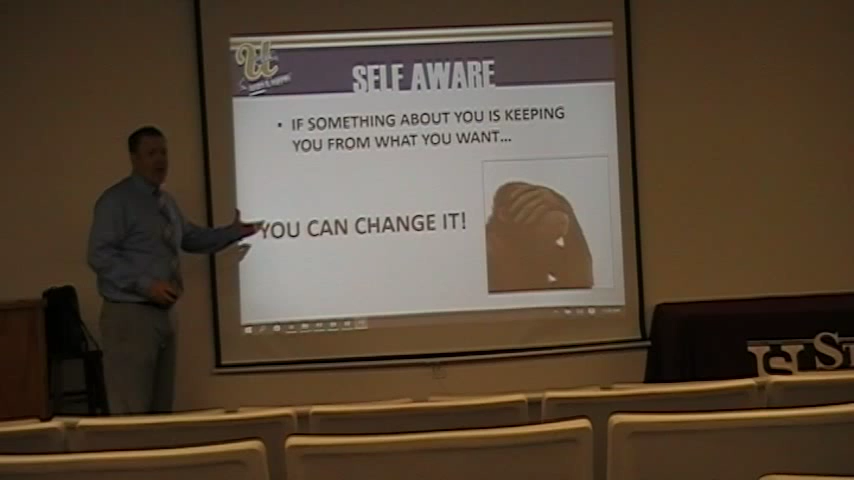 SELF AWARE
• IF SOMETHING ABOUT YOU IS KEEPING
YOU FROM WHAT YOU WANT...
YOU CAN CHANGE IT!